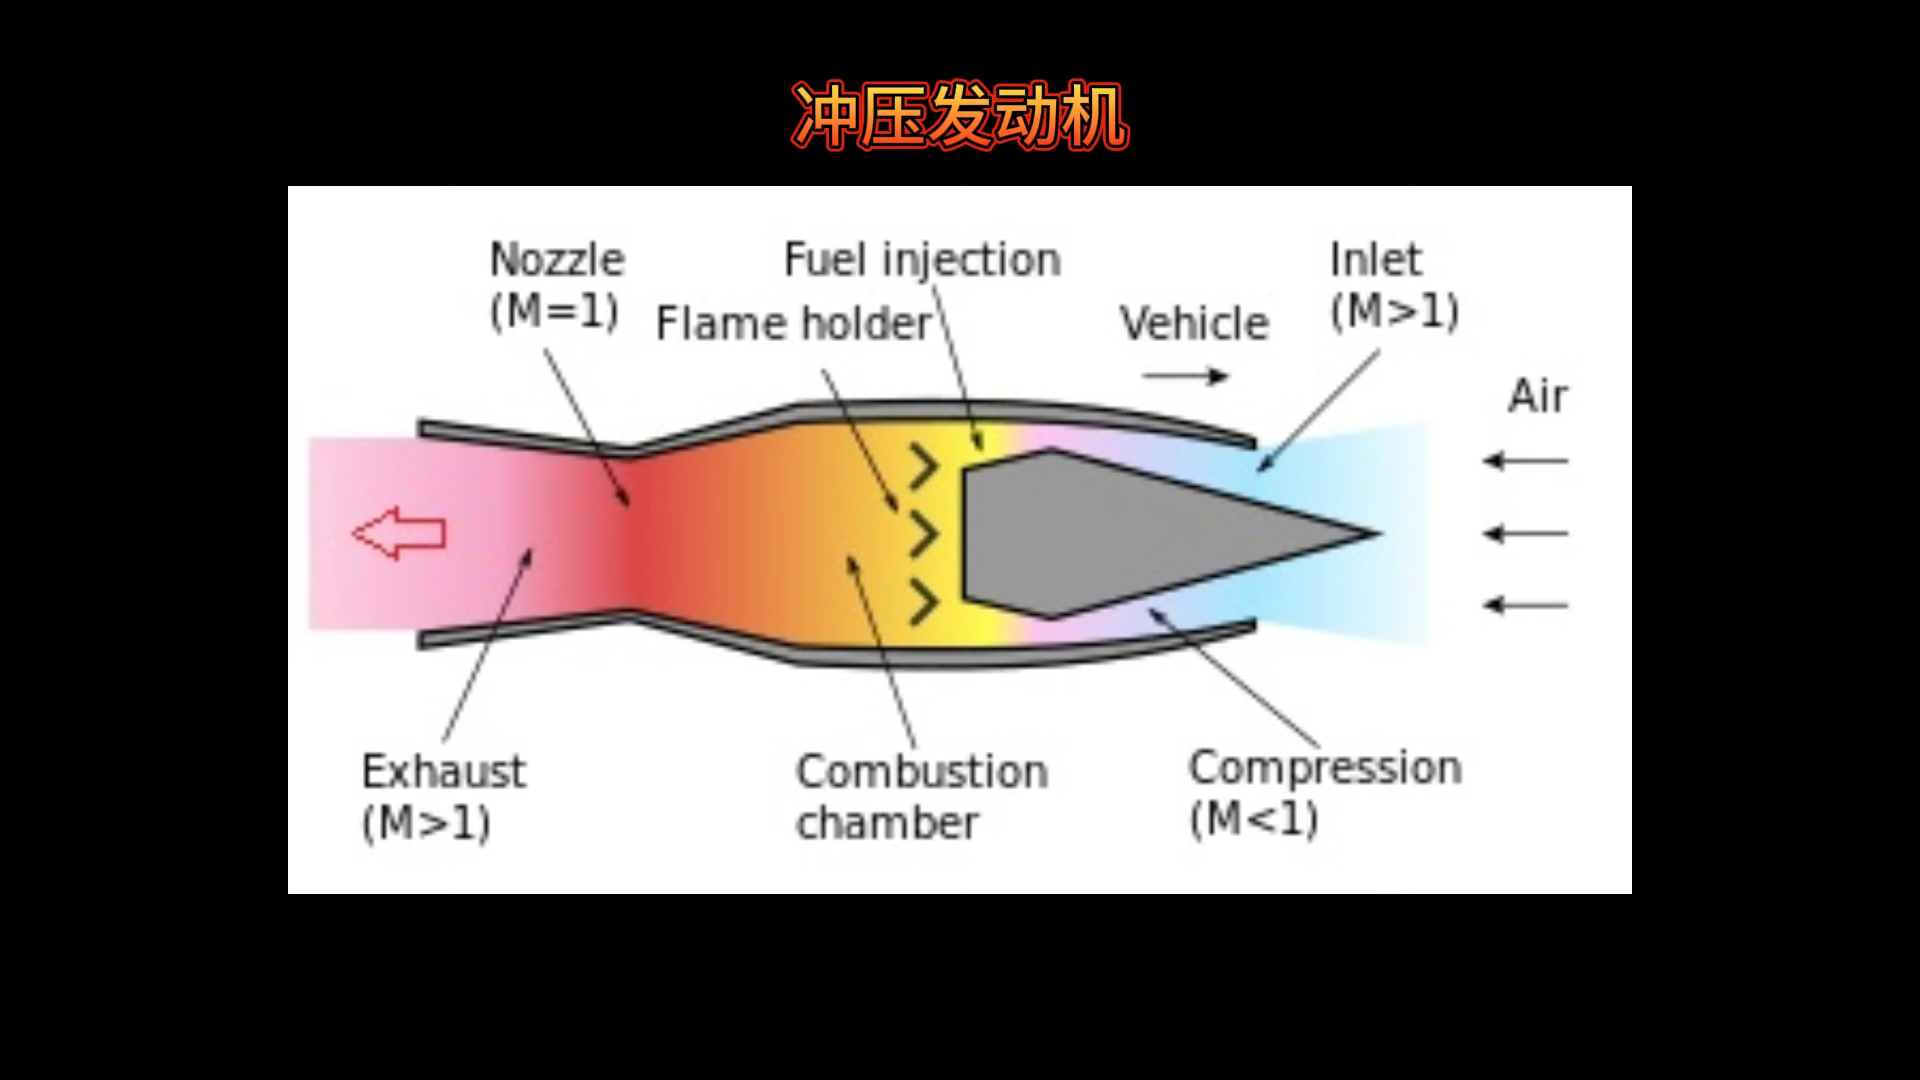 冲压发动机
Nozzle
(M=1)
Fuel injection
Flame holder
Vehicle
Inlet
(M>1)
Air
Exhaust
(M>1)
Combustion
chamber
Compression
(M<1)